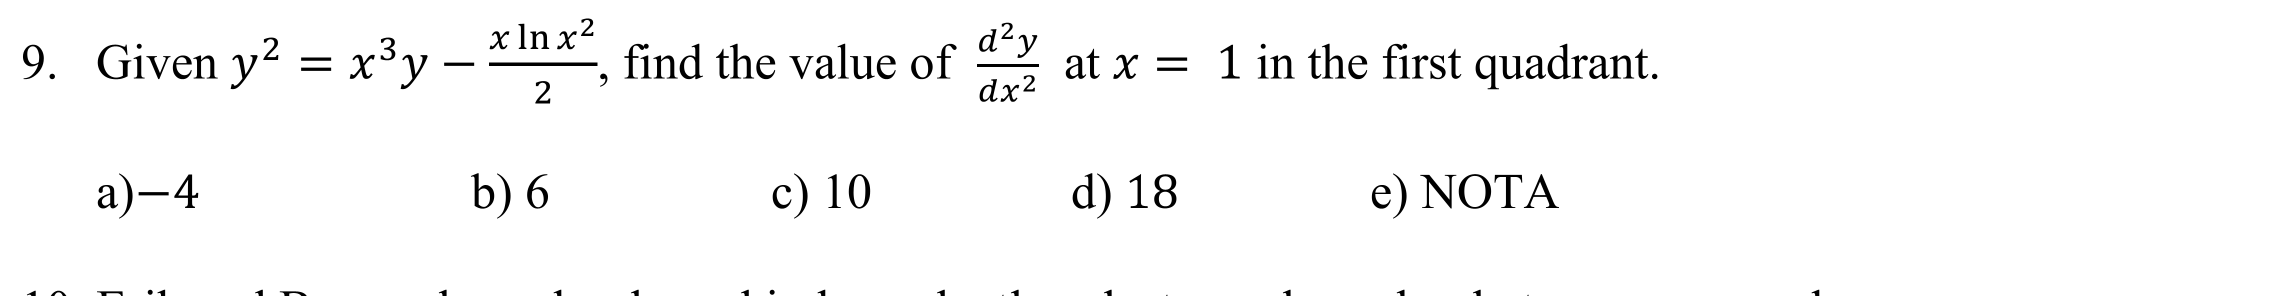 9. Given y² = x³y − (x ln x²)/2, find the value of d²y/dx² at x = 1 in the first quadrant.
a)−4 b) 6 c) 10 d) 18 e) NOTA